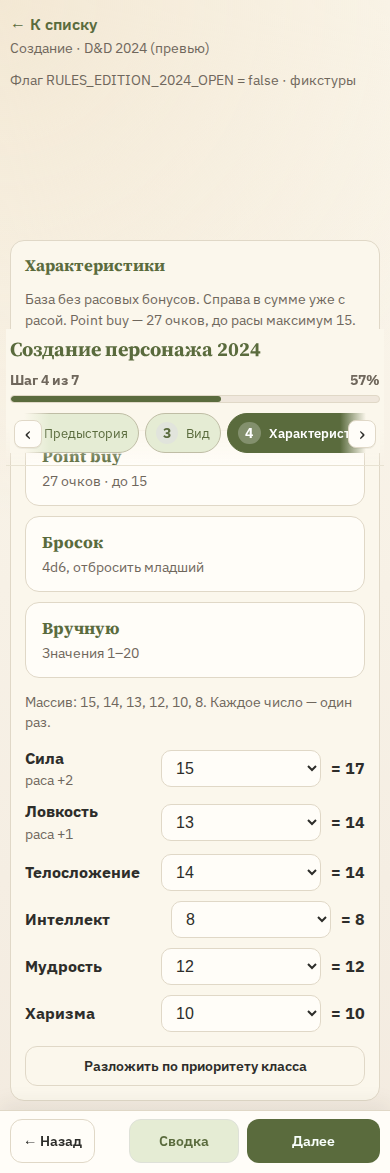 ← К списку
Создание · D&D 2024 (превью)
Флаг RULES_EDITION_2024_OPEN = false · фикстуры
Характеристики
База без расовых бонусов. Справа в сумме уже с
расой. Point buy — 27 очков, до расы максимум 15.
Создание персонажа 2024
Шаг 4 из 7 57%
‹ Предыстория 3 Вид 4 Характерист ›
Point buy
27 очков · до 15
Бросок
4d6, отбросить младший
Вручную
Значения 1–20
Массив: 15, 14, 13, 12, 10, 8. Каждое число — один
раз.
Сила 15 = 17
раса +2
Ловкость 13 = 14
раса +1
Телосложение 14 = 14
Интеллект 8 = 8
Мудрость 12 = 12
Харизма 10 = 10
Разложить по приоритету класса
← Назад Сводка Далее